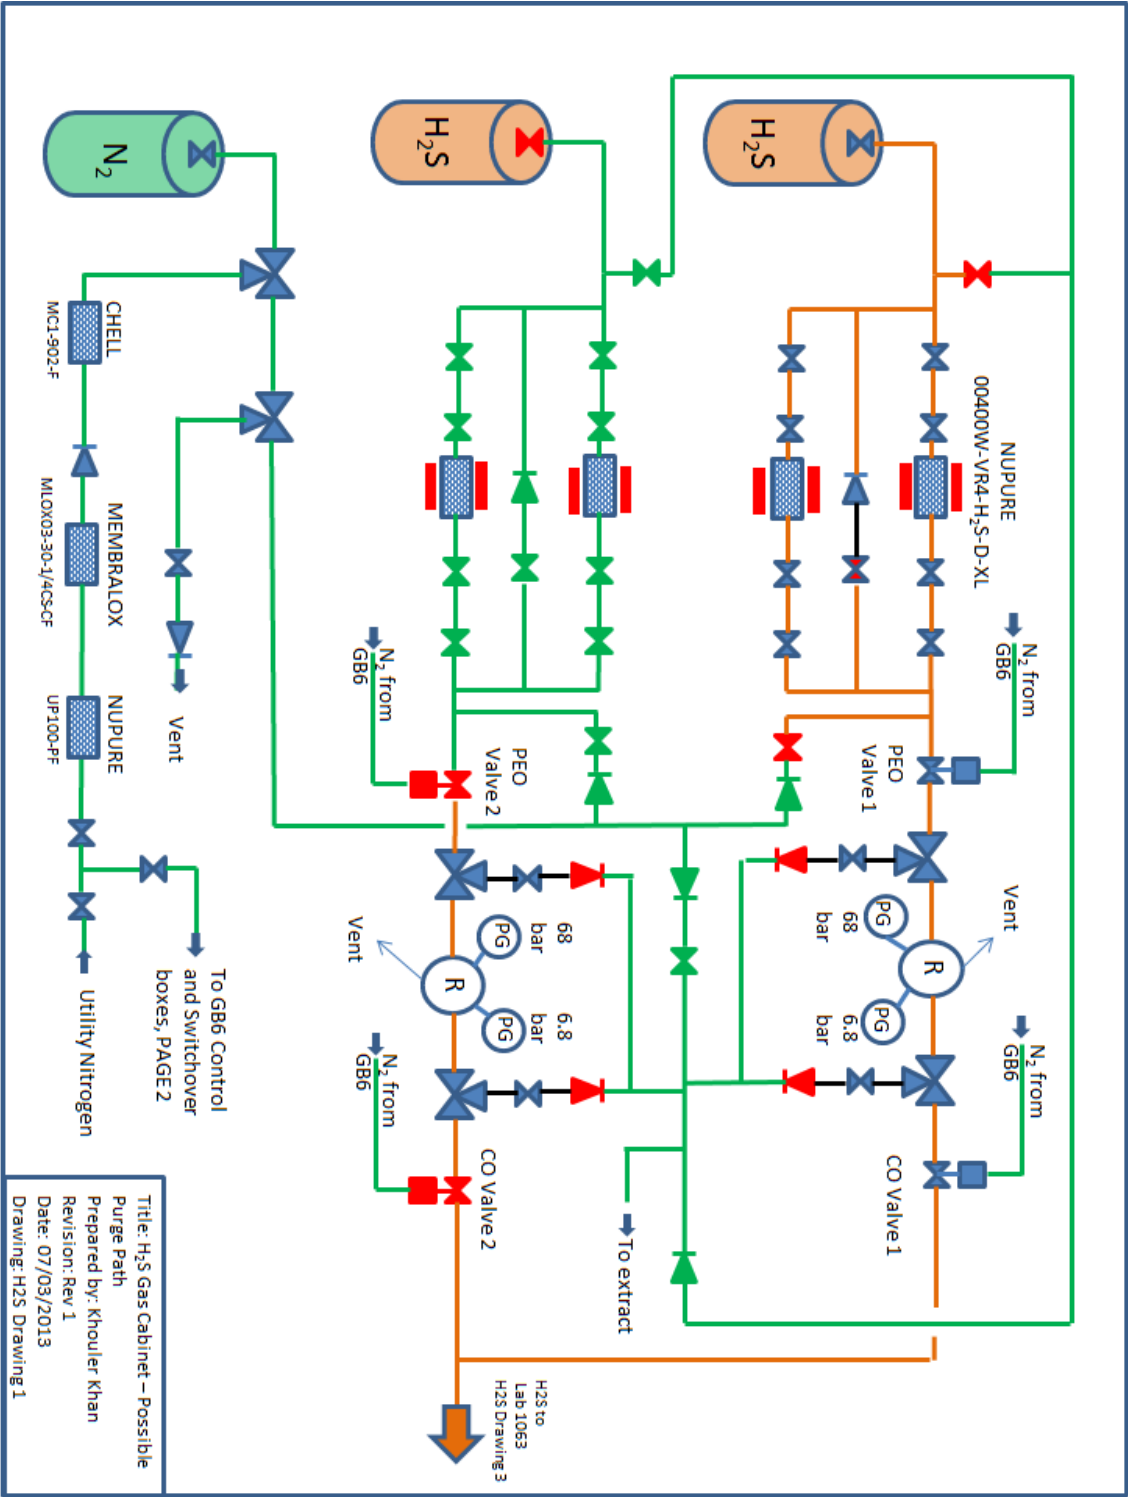 H₂S
NUPURE
00400W-VR4-H₂S-D-XL
N₂ from
GB6
PEO
Valve 1
Vent
R
PG
PG
68
bar
6.8
bar
N₂ from
GB6
CO Valve 1
H₂S
N₂ from
GB6
PEO
Valve 2
68
bar
6.8
bar
PG
PG
R
Vent
N₂ from
GB6
CO Valve 2
To extract
H2S to
Lab 1063
H2S Drawing 3
N₂
CHELL
MC1-902-F
MEMBRALOX
MLOX03-30-1/4CS-CF
Vent
NUPURE
UP100-PF
To GB6 Control
and Switchover
boxes, PAGE 2
Utility Nitrogen
Title: H₂S Gas Cabinet – Possible
Purge Path
Prepared by: Khouler Khan
Revision: Rev 1
Date: 07/03/2013
Drawing: H2S Drawing 1